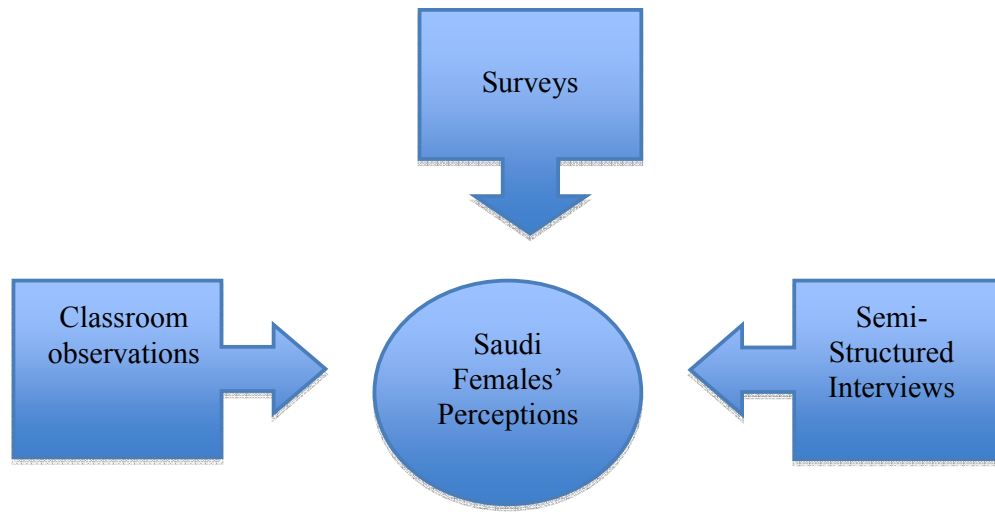 Surveys
Classroom
observations
Saudi
Females’
Perceptions
Semi-
Structured
Interviews